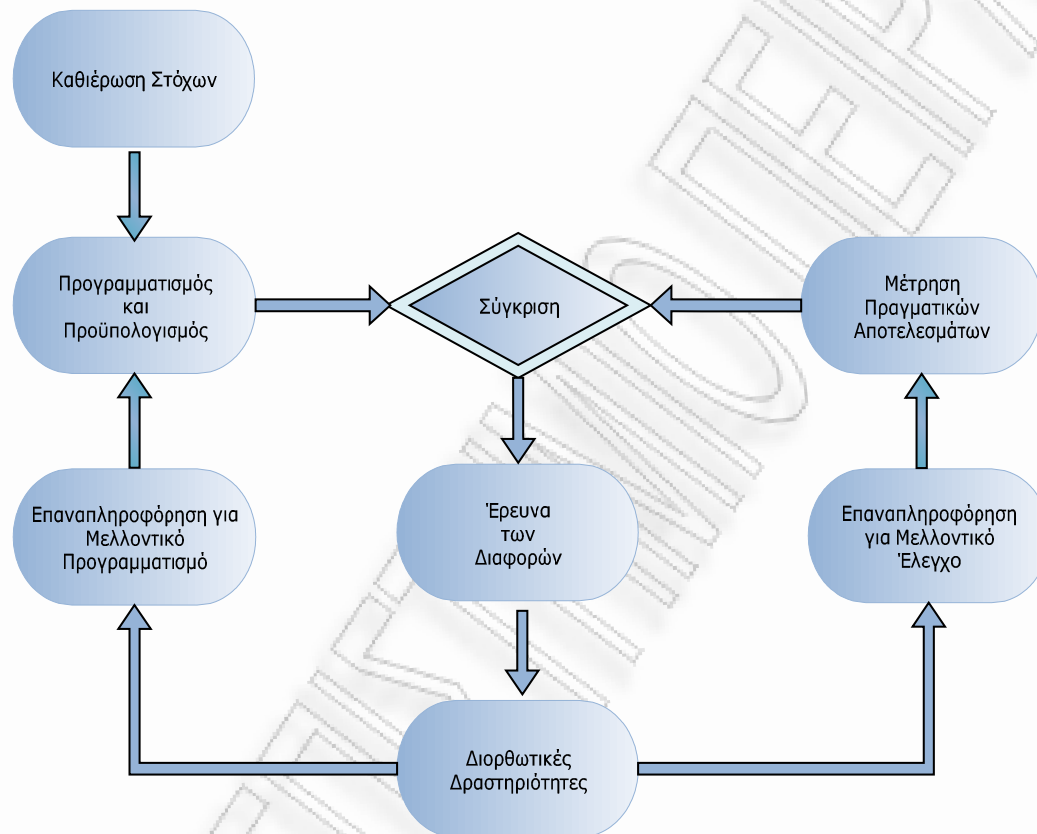 Καθιέρωση Στόχων
Προγραμματισμός
και
Προϋπολογισμός
Σύγκριση
Μέτρηση
Πραγματικών
Αποτελεσμάτων
Επαναπληροφόρηση για
Μελλοντικό
Προγραμματισμό
Έρευνα
των
Διαφορών
Επαναπληροφόρηση
για Μελλοντικό
Έλεγχο
Διορθωτικές
Δραστηριότητες